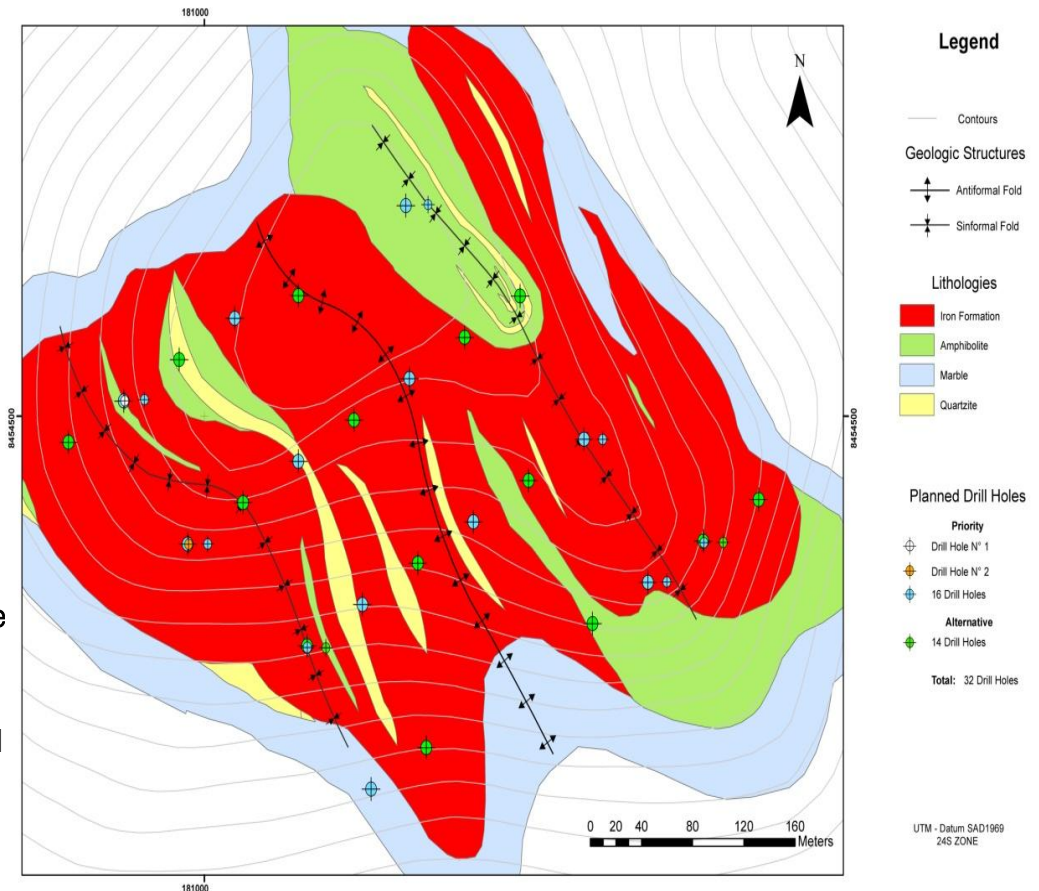 181000
N
8454500
8454500
e
l
0 20 40 80 120 160
Meters
181000
Legend
Contours
Geologic Structures
Antiformal Fold
Sinformal Fold
Lithologies
Iron Formation
Amphibolite
Marble
Quartzite
Planned Drill Holes
Priority
Drill Hole N° 1
Drill Hole N° 2
16 Drill Holes
Alternative
14 Drill Holes
Total: 32 Drill Holes
UTM - Datum SAD1969
24S ZONE